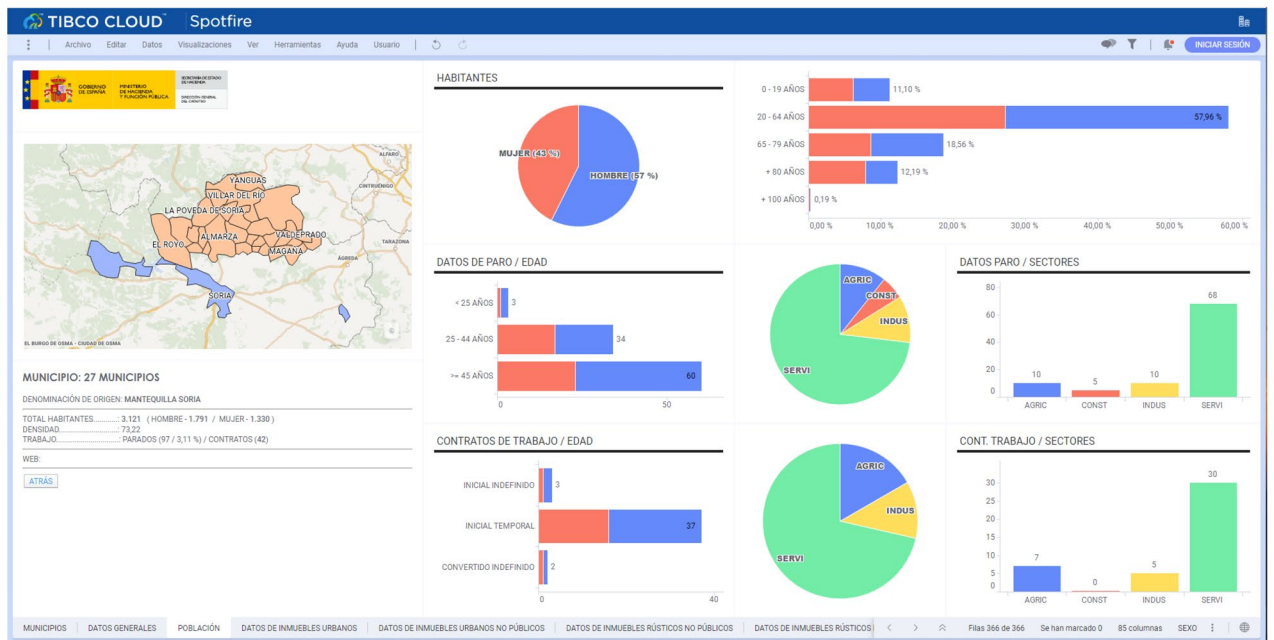 TIBCO CLOUD™ Spotfire
Archivo Editar Datos Visualizaciones Ver Herramientas Ayuda Usuario
INICIAR SESIÓN
GOBIERNO DE ESPAÑA
MINISTERIO DE HACIENDA Y FUNCIÓN PÚBLICA
SECRETARÍA DE ESTADO DE HACIENDA
DIRECCIÓN GENERAL DEL CATASTRO
ALFARO
CINTRUÉNIGO
YANGUAS
VILLAR DEL RÍO
LA POVEDA DE SORIA
EL ROYO
ALMARZA
VALDEPRADO
MAGAÑA
TARAZONA
ÁGREDA
SORIA
EL BURGO DE OSMA - CIUDAD DE OSMA
MUNICIPIO: 27 MUNICIPIOS
DENOMINACIÓN DE ORIGEN: MANTEQUILLA SORIA
TOTAL HABITANTES............: 3.121 ( HOMBRE - 1.791 / MUJER - 1.330 )
DENSIDAD............................: 73,22
TRABAJO.............................: PARADOS (97 / 3,11 %) / CONTRATOS (42)
WEB:
ATRÁS
HABITANTES
MUJER (43 %)
HOMBRE (57 %)
0 - 19 AÑOS 11,10 %
20 - 64 AÑOS 57,96 %
65 - 79 AÑOS 18,56 %
+ 80 AÑOS 12,19 %
+ 100 AÑOS 0,19 %
0,00 % 10,00 % 20,00 % 30,00 % 40,00 % 50,00 % 60,00 %
DATOS DE PARO / EDAD
< 25 AÑOS 3
25 - 44 AÑOS 34
>= 45 AÑOS 60
0 50
AGRIC
CONST
INDUS
SERVI
DATOS PARO / SECTORES
80
60
40
20
0
10
5
10
68
AGRIC CONST INDUS SERVI
CONTRATOS DE TRABAJO / EDAD
INICIAL INDEFINIDO 3
INICIAL TEMPORAL 37
CONVERTIDO INDEFINIDO 2
0 40
AGRIC
INDUS
SERVI
CONT. TRABAJO / SECTORES
30
25
20
15
10
5
0
7
0
5
30
AGRIC CONST INDUS SERVI
MUNICIPIOS DATOS GENERALES POBLACIÓN DATOS DE INMUEBLES URBANOS DATOS DE INMUEBLES URBANOS NO PÚBLICOS DATOS DE INMUEBLES RÚSTICOS NO PÚBLICOS DATOS DE INMUEBLES RÚSTICOS Filas 366 de 366 Se han marcado 0 85 columnas SEXO